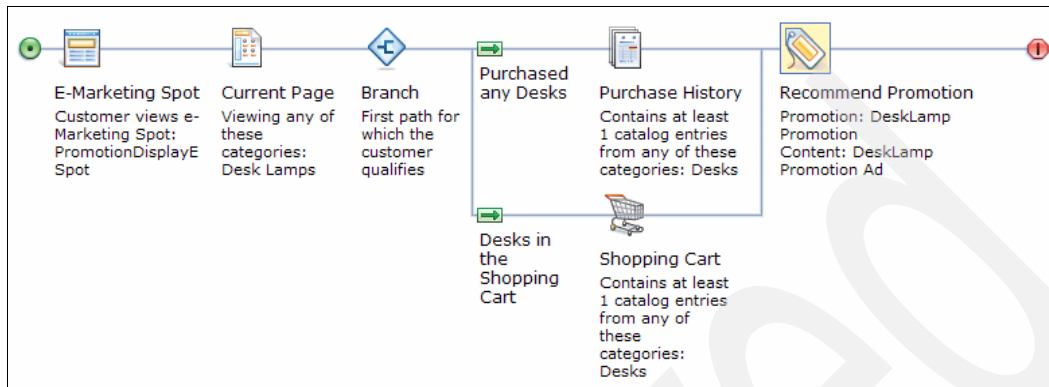 E-Marketing Spot
Customer views e-
Marketing Spot:
PromotionDisplayE
Spot
Current Page
Viewing any of
these
categories:
Desk Lamps
Branch
First path for
which the
customer
qualifies
Purchased
any Desks
Purchase History
Contains at least
1 catalog entries
from any of these
categories: Desks
Recommend Promotion
Promotion: DeskLamp
Promotion
Content: DeskLamp
Promotion Ad
Desks in
the
Shopping
Cart
Shopping Cart
Contains at least
1 catalog entries
from any of
these
categories:
Desks